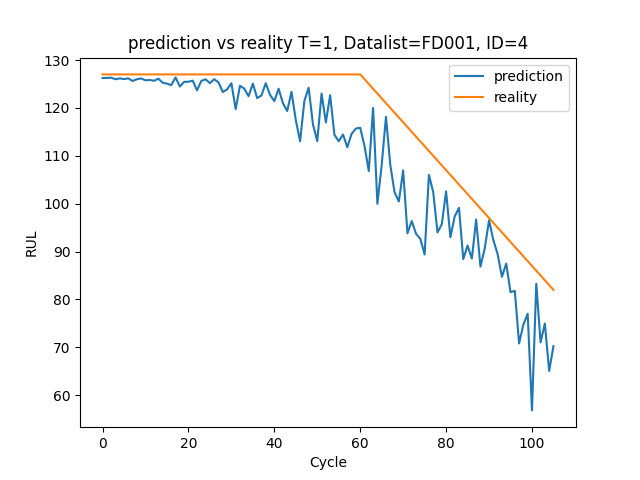 prediction vs reality T=1, Datalist=FD001, ID=4
prediction
reality
130
120
110
100
90
80
70
60
RUL
0 20 40 60 80 100
Cycle